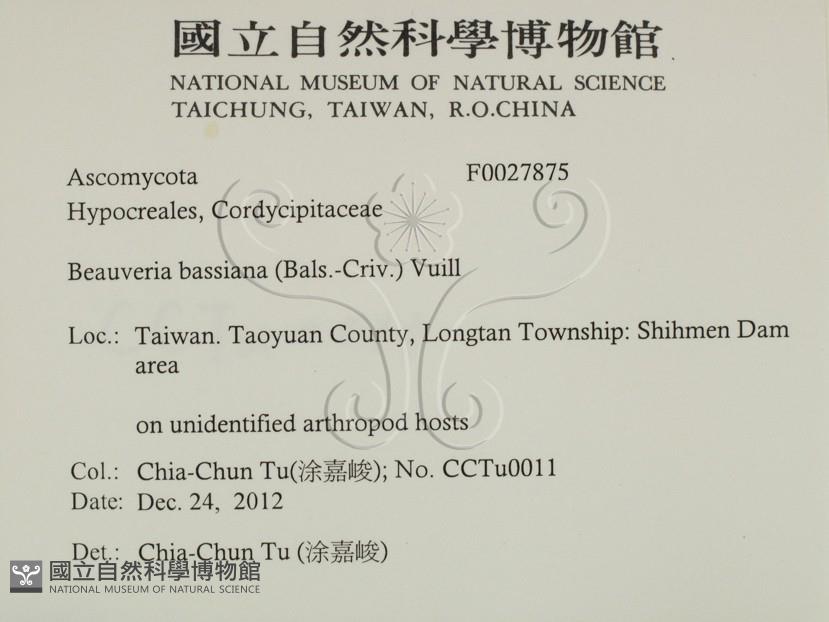 國立自然科學博物館
NATIONAL MUSEUM OF NATURAL SCIENCE
TAICHUNG, TAIWAN, R.O.CHINA
Ascomycota F0027875
Hypocreales, Cordycipitaceae
Beauveria bassiana (Bals.-Criv.) Vuill
Loc.: Taiwan. Taoyuan County, Longtan Township: Shihmen Dam
area
on unidentified arthropod hosts
Col.: Chia-Chun Tu(涂嘉峻); No. CCTu0011
Date: Dec. 24, 2012
Det.: Chia-Chun Tu (涂嘉峻)
國立自然科學博物館
NATIONAL MUSEUM OF NATURAL SCIENCE